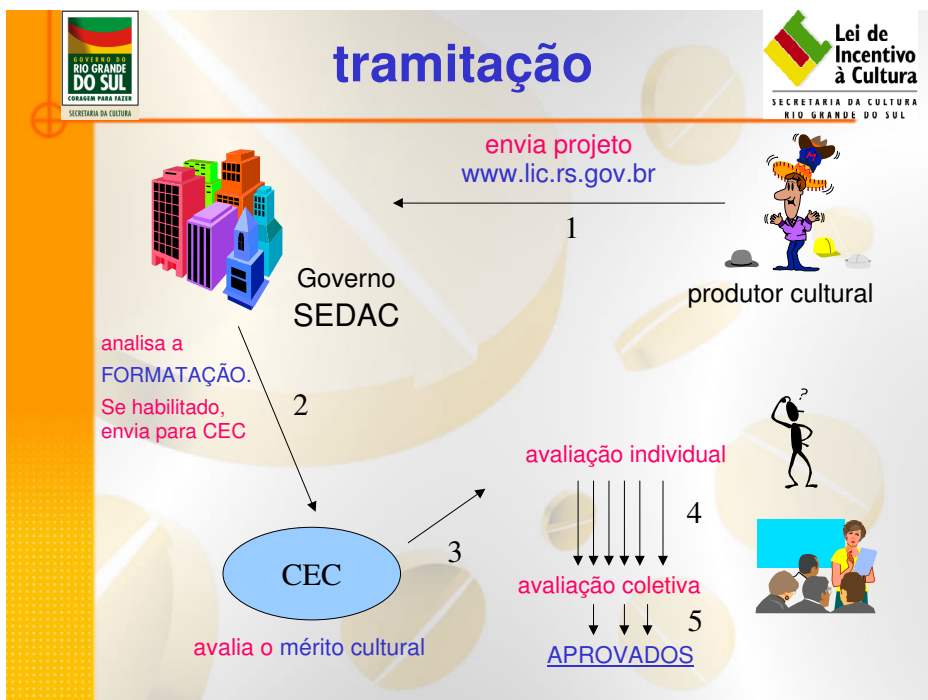 GOVERNO DO
RIO GRANDE
DO SUL
CORAGEM PARA FAZER
SECRETARIA DA CULTURA
tramitação
Lei de
Incentivo
à Cultura
SECRETARIA DA CULTURA
RIO GRANDE DO SUL
envia projeto
www.lic.rs.gov.br
1
produtor cultural
Governo
SEDAC
analisa a
FORMATAÇÃO.
Se habilitado,
envia para CEC
2
CEC
avalia o mérito cultural
3
?
avaliação individual
4
avaliação coletiva
5
APROVADOS